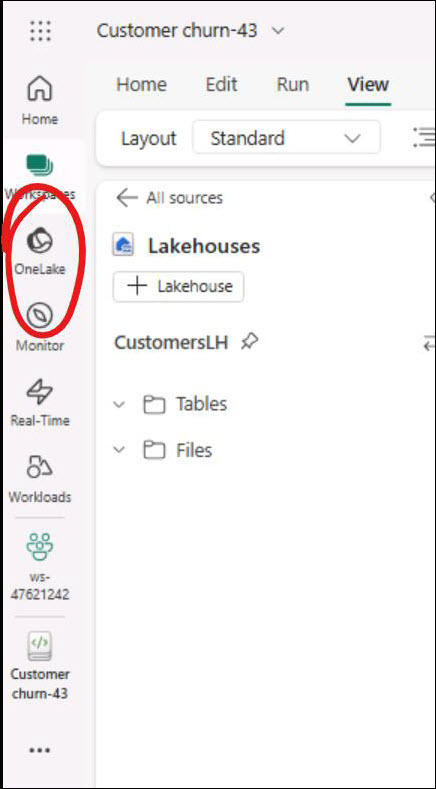 Customer churn-43
Home
Edit
Run
View
Layout
Standard
Home
Workspaces
OneLake
Monitor
Real-Time
Workloads
ws-
47621242
Customer
churn-43
All sources
Lakehouses
Lakehouse
CustomersLH
Tables
Files